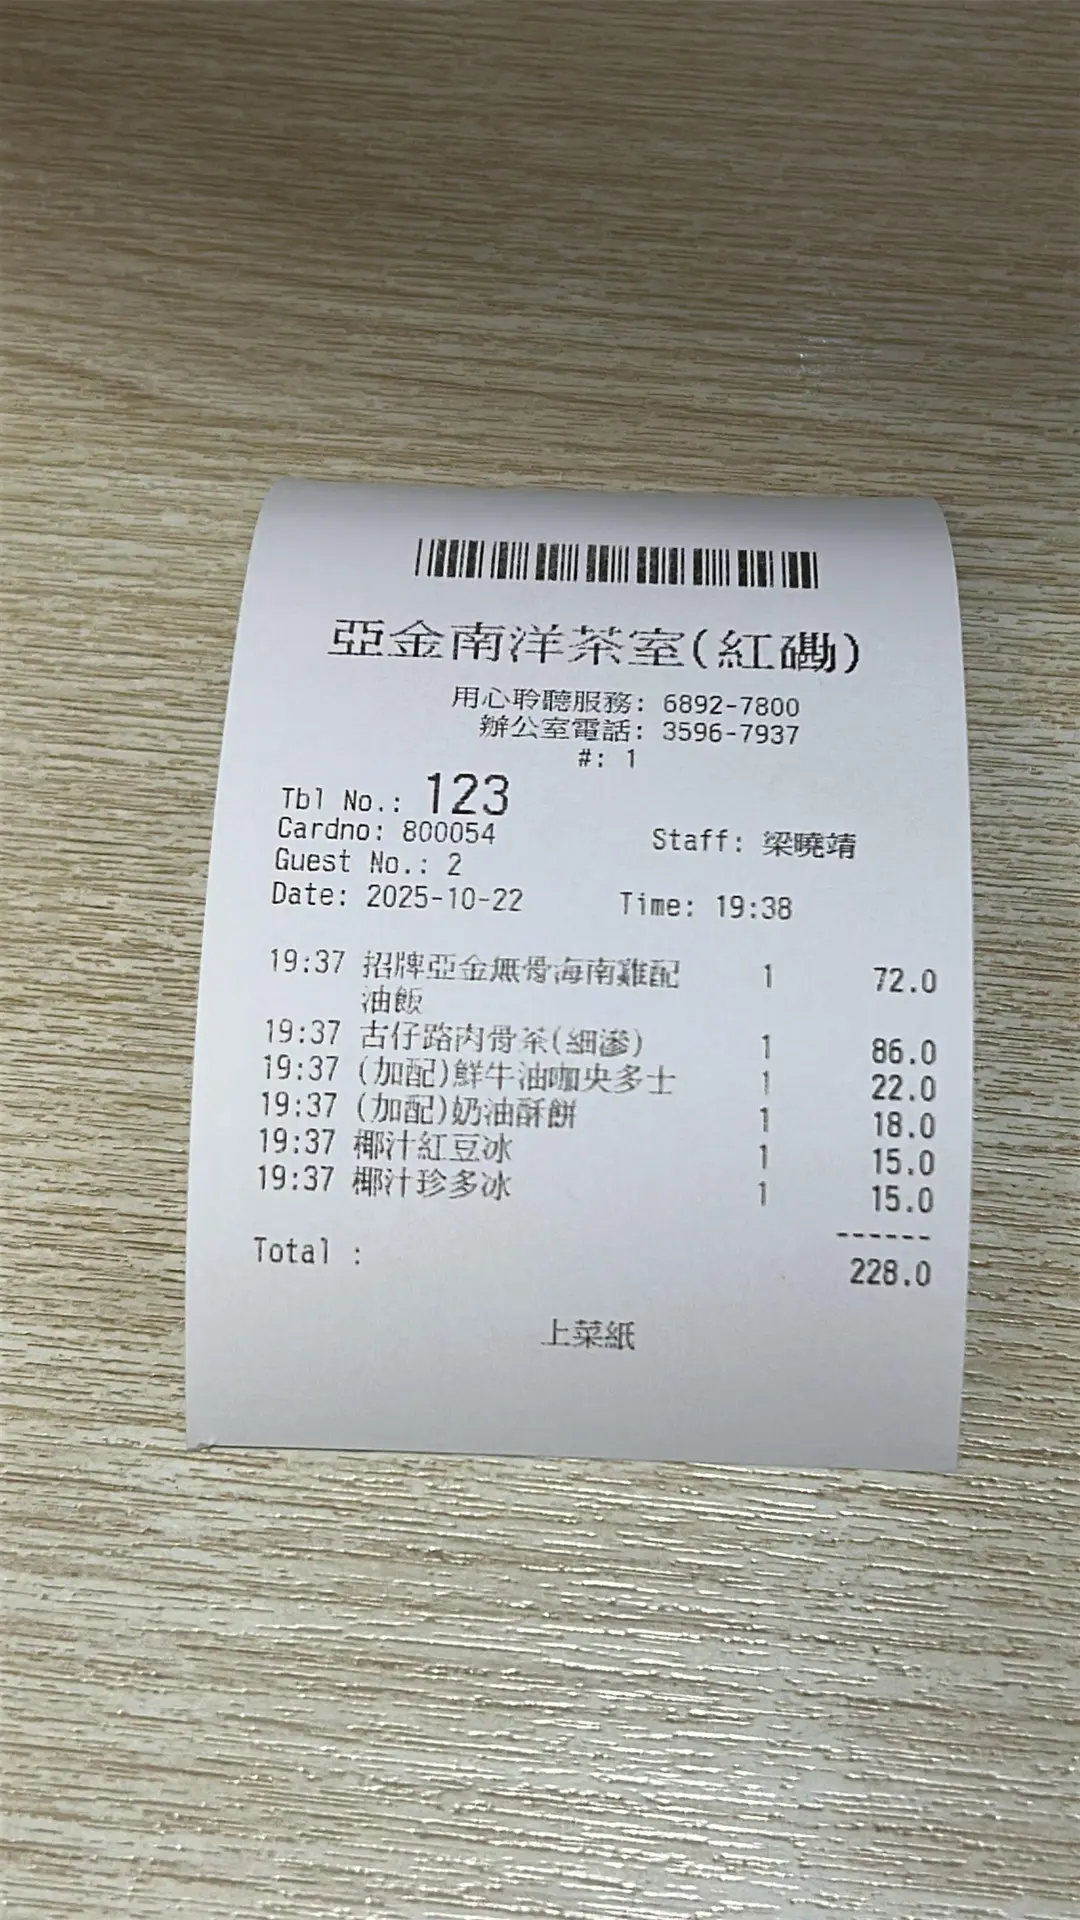 亞金南洋茶室(紅磡)
用心聆聽服務: 6892-7800
辦公室電話: 3596-7937
#: 1
Tbl No.: 123
Cardno: 800054 Staff: 梁曉靖
Guest No.: 2
Date: 2025-10-22 Time: 19:38
19:37 招牌亞金無骨海南雞配 1 72.0
油飯
19:37 古仔路肉骨茶(細滲) 1 86.0
19:37 (加配)鮮牛油咖央多士 1 22.0
19:37 (加配)奶油酥餅 1 18.0
19:37 椰汁紅豆冰 1 15.0
19:37 椰汁珍多冰 1 15.0
------
Total : 228.0
上菜紙